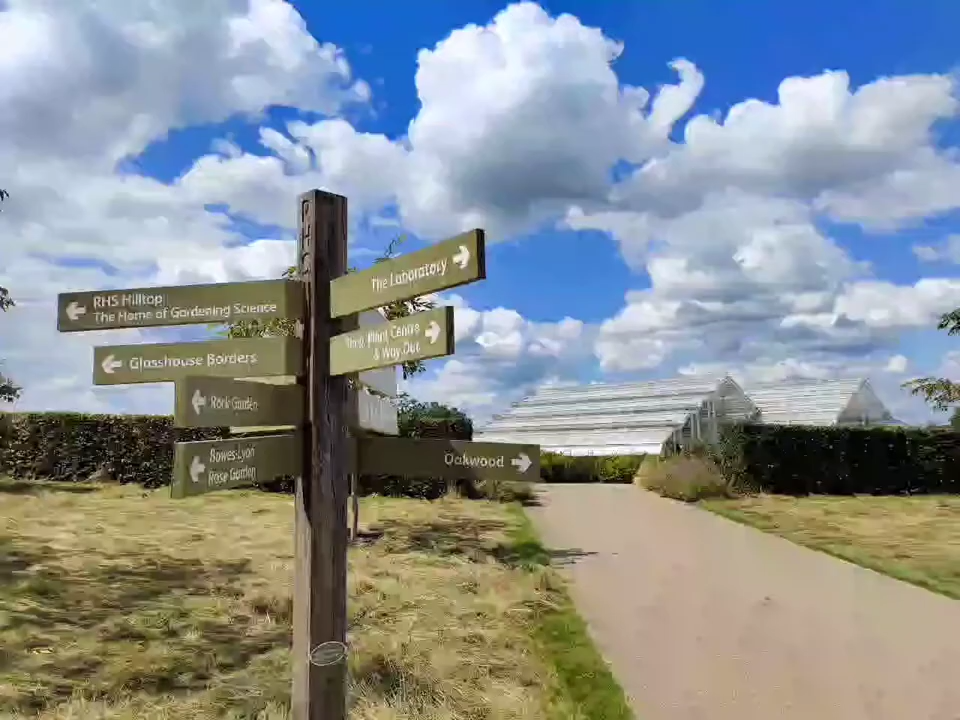 RHS Hilltop
The Home of Gardening Science
Glasshouse Borders
Rock Garden
Bowes-Lyon
Rose Garden
The Laboratory
Shop, Plant Centre
& Way Out
Oakwood